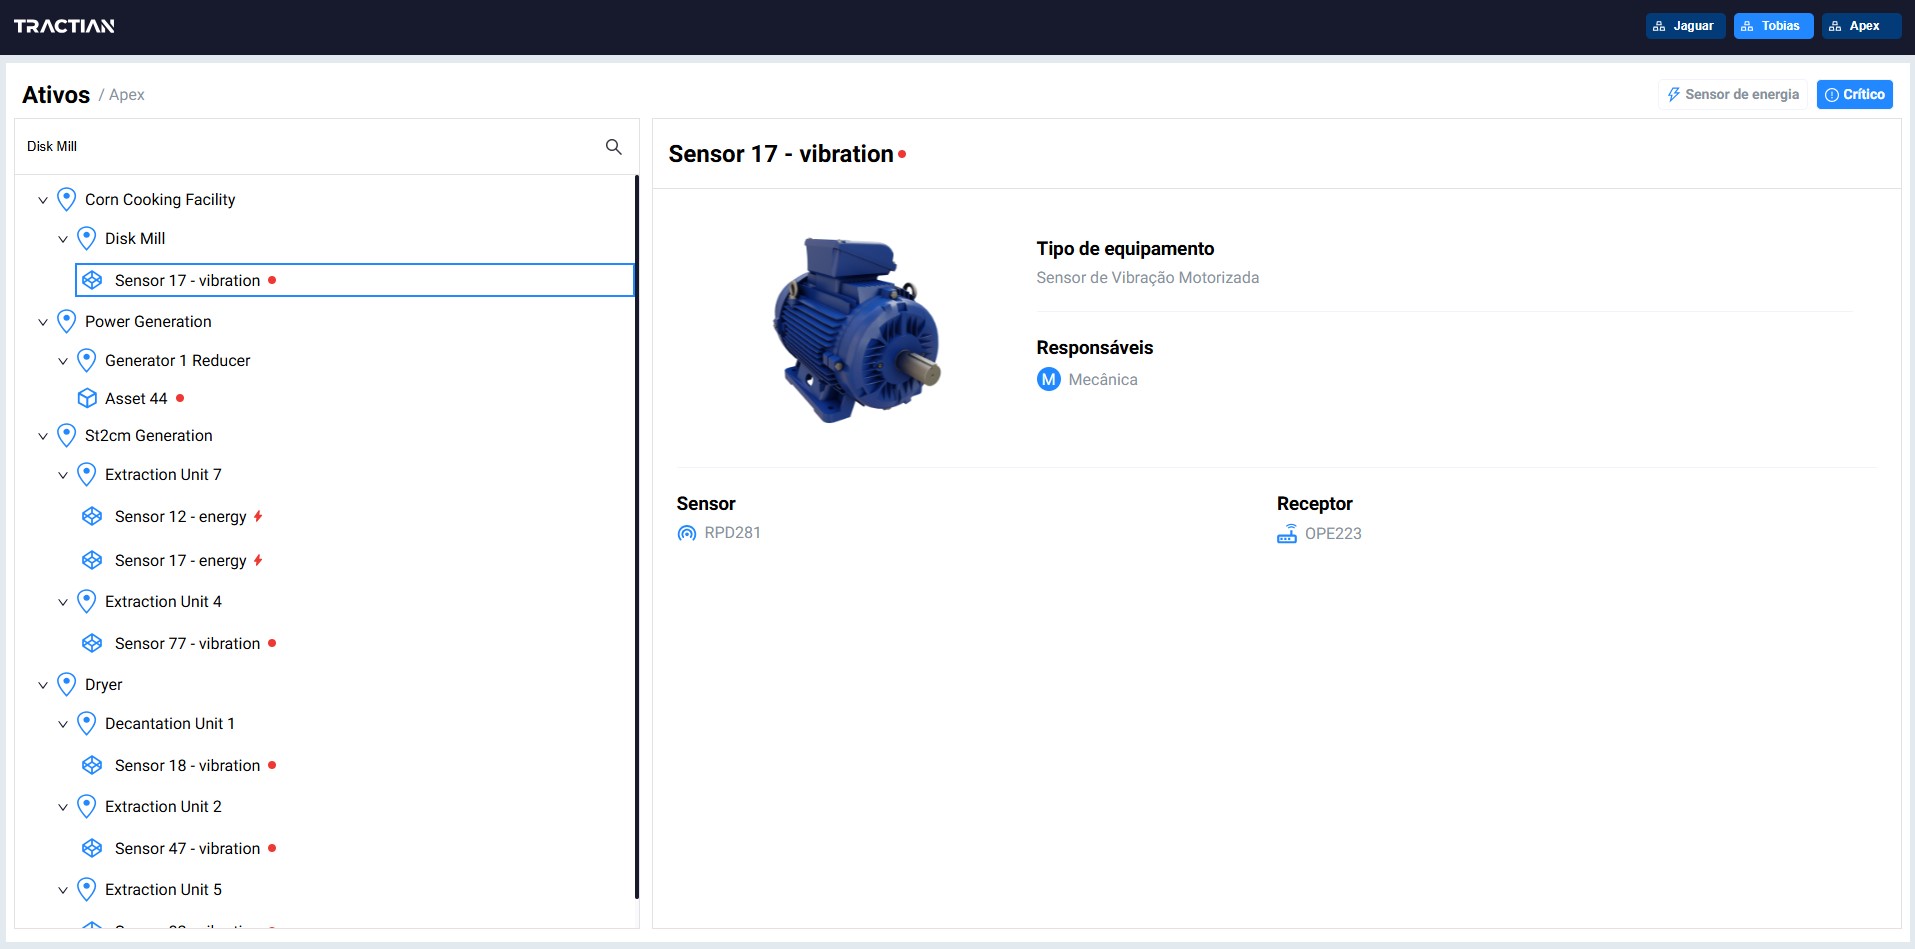 TRACTIAN
Jaguar
Tobias
Apex
Ativos / Apex
Sensor de energia
Crítico
Disk Mill
Corn Cooking Facility
Disk Mill
Sensor 17 - vibration
Power Generation
Generator 1 Reducer
Asset 44
St2cm Generation
Extraction Unit 7
Sensor 12 - energy
Sensor 17 - energy
Extraction Unit 4
Sensor 77 - vibration
Dryer
Decantation Unit 1
Sensor 18 - vibration
Extraction Unit 2
Sensor 47 - vibration
Extraction Unit 5
Sensor 17 - vibration
Tipo de equipamento
Sensor de Vibração Motorizada
Responsáveis
M Mecânica
Sensor
RPD281
Receptor
OPE223